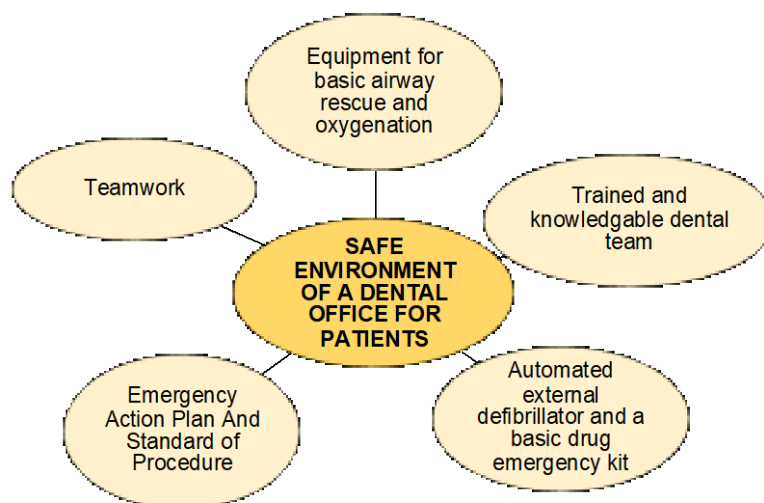 Equipment for
basic airway
rescue and
oxygenation
Teamwork
Trained and
knowledgable dental
team
SAFE
ENVIRONMENT
OF A DENTAL
OFFICE FOR
PATIENTS
Emergency
Action Plan And
Standard of
Procedure
Automated
external
defibrillator and a
basic drug
emergency kit